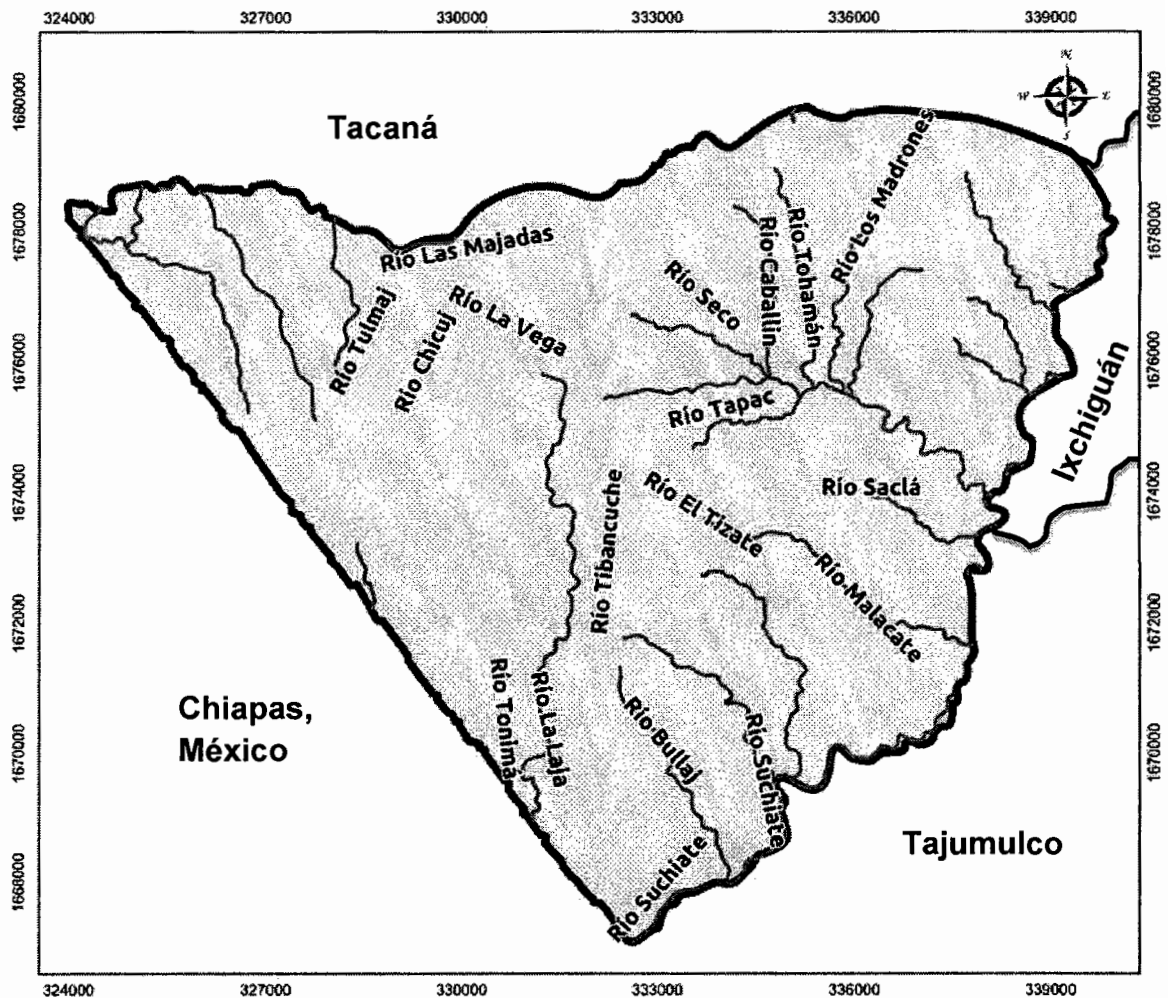 324000 327000 330000 333000 336000 339000
1680000
1678000
1676000
1674000
1672000
1670000
1668000
N
W E
S
Tacaná
Río Las Majadas
Río Los Madrones
Río Tohamán
Río Caballin
Río Seco
Río La Vega
Río Tulmaj
Río Chicuj
Río Tapac
Ixchiguán
Río Saclá
Río El Tizate
Río Tibancuche
Río Malacate
Río Toníma
Río La Laja
Río Bullaj
Río Suchiate
Río Suchiate
Chiapas,
México
Tajumulco
1680000
1678000
1676000
1674000
1672000
1670000
1668000
324000 327000 330000 333000 336000 339000